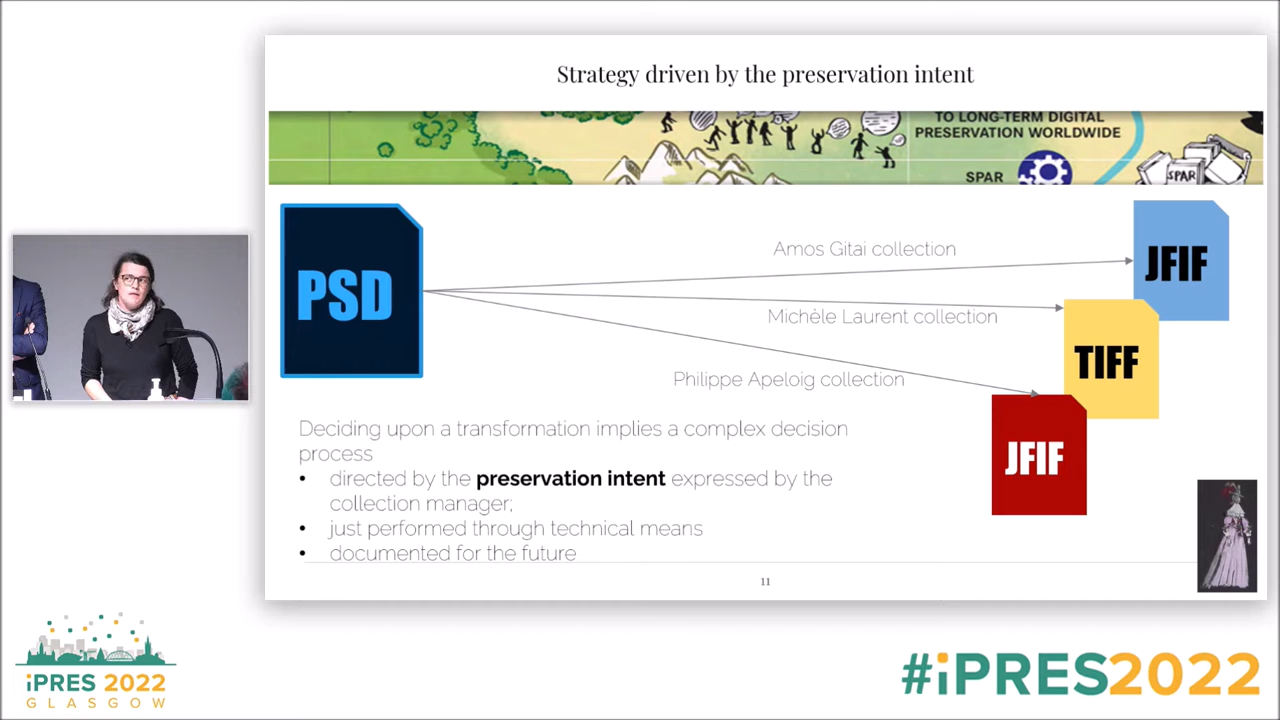 Strategy driven by the preservation intent
TO LONG-TERM DIGITAL
PRESERVATION WORLDWIDE
SPAR
SPAR
PSD
Amos Gitai collection
JFIF
Michèle Laurent collection
TIFF
Philippe Apeloig collection
JFIF
Deciding upon a transformation implies a complex decision
process
• directed by the preservation intent expressed by the
collection manager;
• just performed through technical means
• documented for the future
11
iPRES 2022
GLASGOW
#iPRES2022